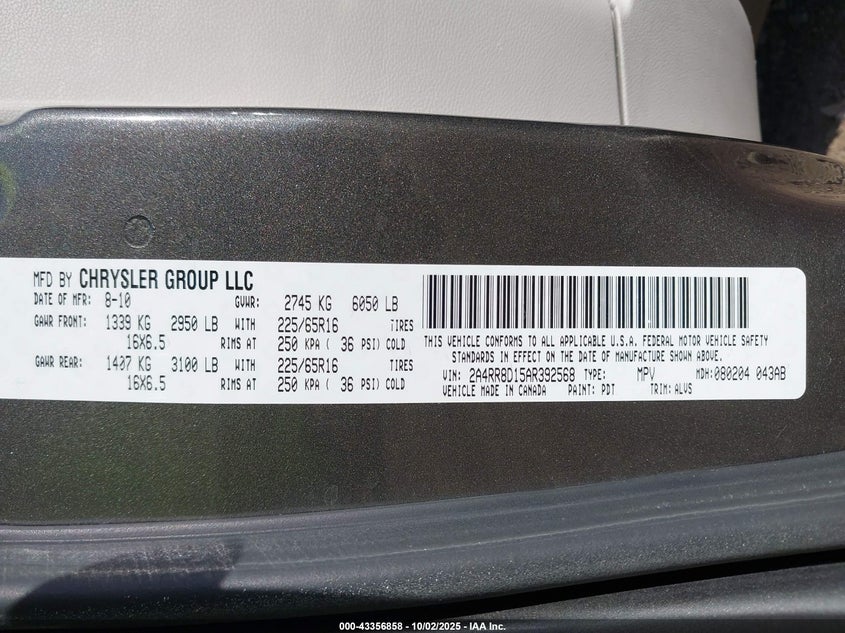 MFD BY CHRYSLER GROUP LLC
DATE OF MFR: 8-10 GVWR: 2745 KG 6050 LB
GAWR FRONT: 1339 KG 2950 LB WITH 225/65R16 TIRES
16X6.5 RIMS AT 250 KPA ( 36 PSI) COLD
GAWR REAR: 1407 KG 3100 LB WITH 225/65R16 TIRES
16X6.5 RIMS AT 250 KPA ( 36 PSI) COLD
THIS VEHICLE CONFORMS TO ALL APPLICABLE U.S.A. FEDERAL MOTOR VEHICLE SAFETY
STANDARDS IN EFFECT ON THE DATE OF MANUFACTURE SHOWN ABOVE.
VIN: 2A4RR8D15AR392568 TYPE: MPV MDH:080204 043AB
VEHICLE MADE IN CANADA PAINT: PDT TRIM: ALVS
000-43356858 - 10/02/2025 - IAA Inc.